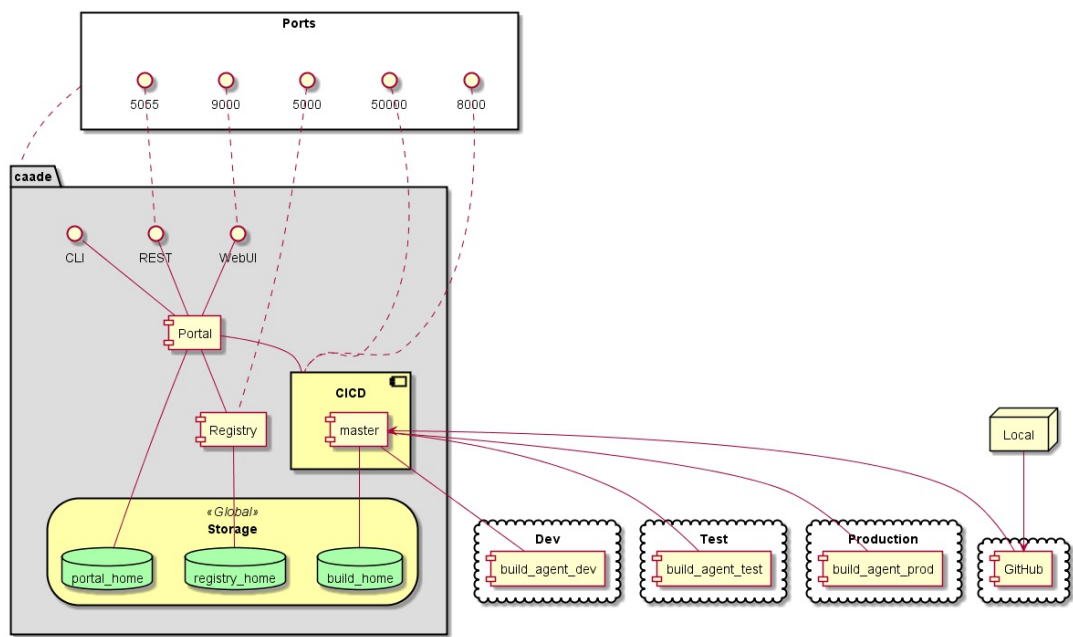 Ports
5065
9000
5000
50000
8000
caade
CLI
REST
WebUI
Portal
CICD
Registry
master
Local
«Global»
Storage
Dev
Test
Production
portal_home
registry_home
build_home
build_agent_dev
build_agent_test
build_agent_prod
GitHub